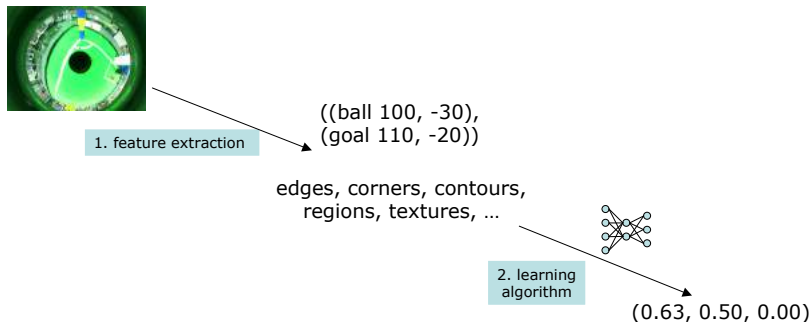 ((ball 100, -30),
(goal 110, -20))
1. feature extraction
edges, corners, contours,
regions, textures, …
2. learning
algorithm
(0.63, 0.50, 0.00)